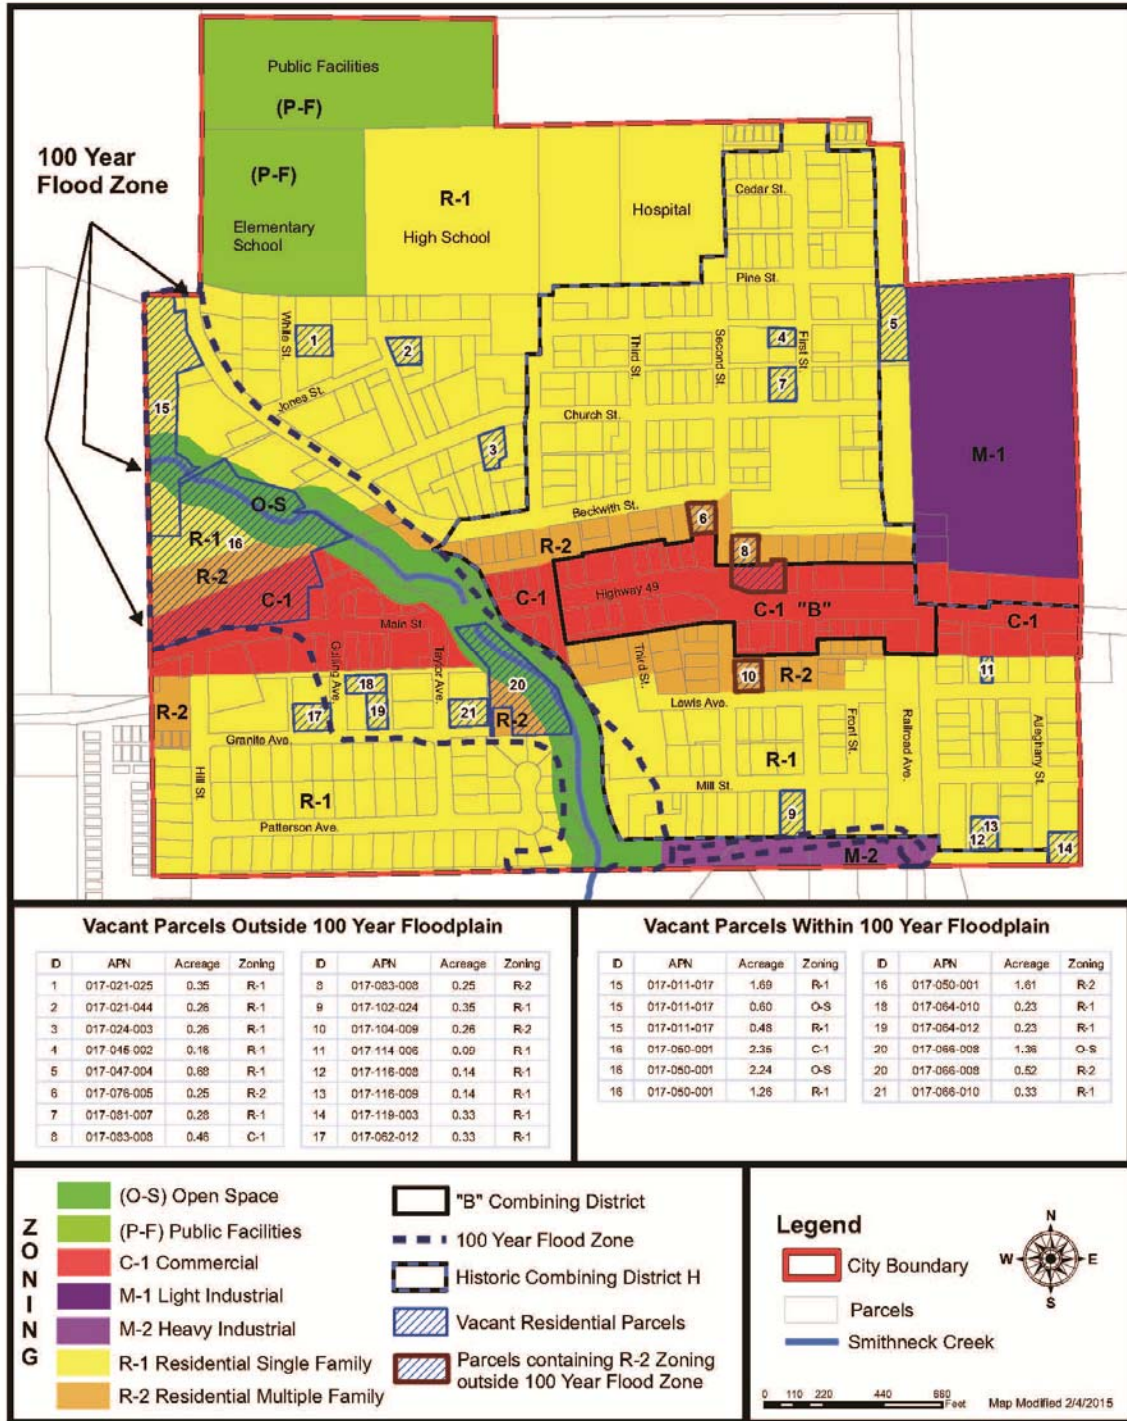 Public Facilities
(P-F)
100 Year
Flood Zone
(P-F)
Elementary
School
R-1
High School
Hospital
Cedar St.
Pine St.
White St.
1
2
Jones St.
3
Third St.
Second St.
First St.
4
5
7
Church St.
M-1
15
O-S
R-1
16
R-2
C-1
Beckwith St.
R-2
6
8
C-1
Highway 49
C-1 "B"
C-1
Main St.
Taylor Ave.
Third St.
R-2
10
11
18
17
19
21
20
R-2
R-2
Lewis Ave.
Granite Ave.
Hill St.
R-1
Patterson Ave.
R-1
Front St.
Railroad Ave.
Alleghany St.
Mill St.
9
13
12
14
M-2
Vacant Parcels Outside 100 Year Floodplain
ID APN Acreage Zoning ID APN Acreage Zoning
1 017-021-025 0.35 R-1 8 017-083-008 0.25 R-2
2 017-021-044 0.26 R-1 9 017-102-024 0.35 R-1
3 017-024-003 0.26 R-1 10 017-104-009 0.26 R-2
4 017-045-002 0.16 R-1 11 017-114-006 0.09 R-1
5 017-047-004 0.68 R-1 12 017-116-008 0.14 R-1
6 017-076-005 0.25 R-2 13 017-116-009 0.14 R-1
7 017-081-007 0.28 R-1 14 017-119-003 0.33 R-1
8 017-083-008 0.46 C-1 17 017-062-012 0.33 R-1
Vacant Parcels Within 100 Year Floodplain
ID APN Acreage Zoning ID APN Acreage Zoning
15 017-011-017 1.69 R-1 16 017-050-001 1.61 R-2
15 017-011-017 0.60 O-S 18 017-064-010 0.23 R-1
15 017-011-017 0.48 R-1 19 017-064-012 0.23 R-1
16 017-050-001 2.35 C-1 20 017-066-008 1.36 O-S
16 017-050-001 2.24 O-S 20 017-066-008 0.52 R-2
16 017-050-001 1.26 R-1 21 017-066-010 0.33 R-1
ZONING
(O-S) Open Space
(P-F) Public Facilities
C-1 Commercial
M-1 Light Industrial
M-2 Heavy Industrial
R-1 Residential Single Family
R-2 Residential Multiple Family
"B" Combining District
100 Year Flood Zone
Historic Combining District H
Vacant Residential Parcels
Parcels containing R-2 Zoning
outside 100 Year Flood Zone
Legend
City Boundary
Parcels
Smithneck Creek
N
W E
S
0 110 220 440 660
Feet
Map Modified 2/4/2015